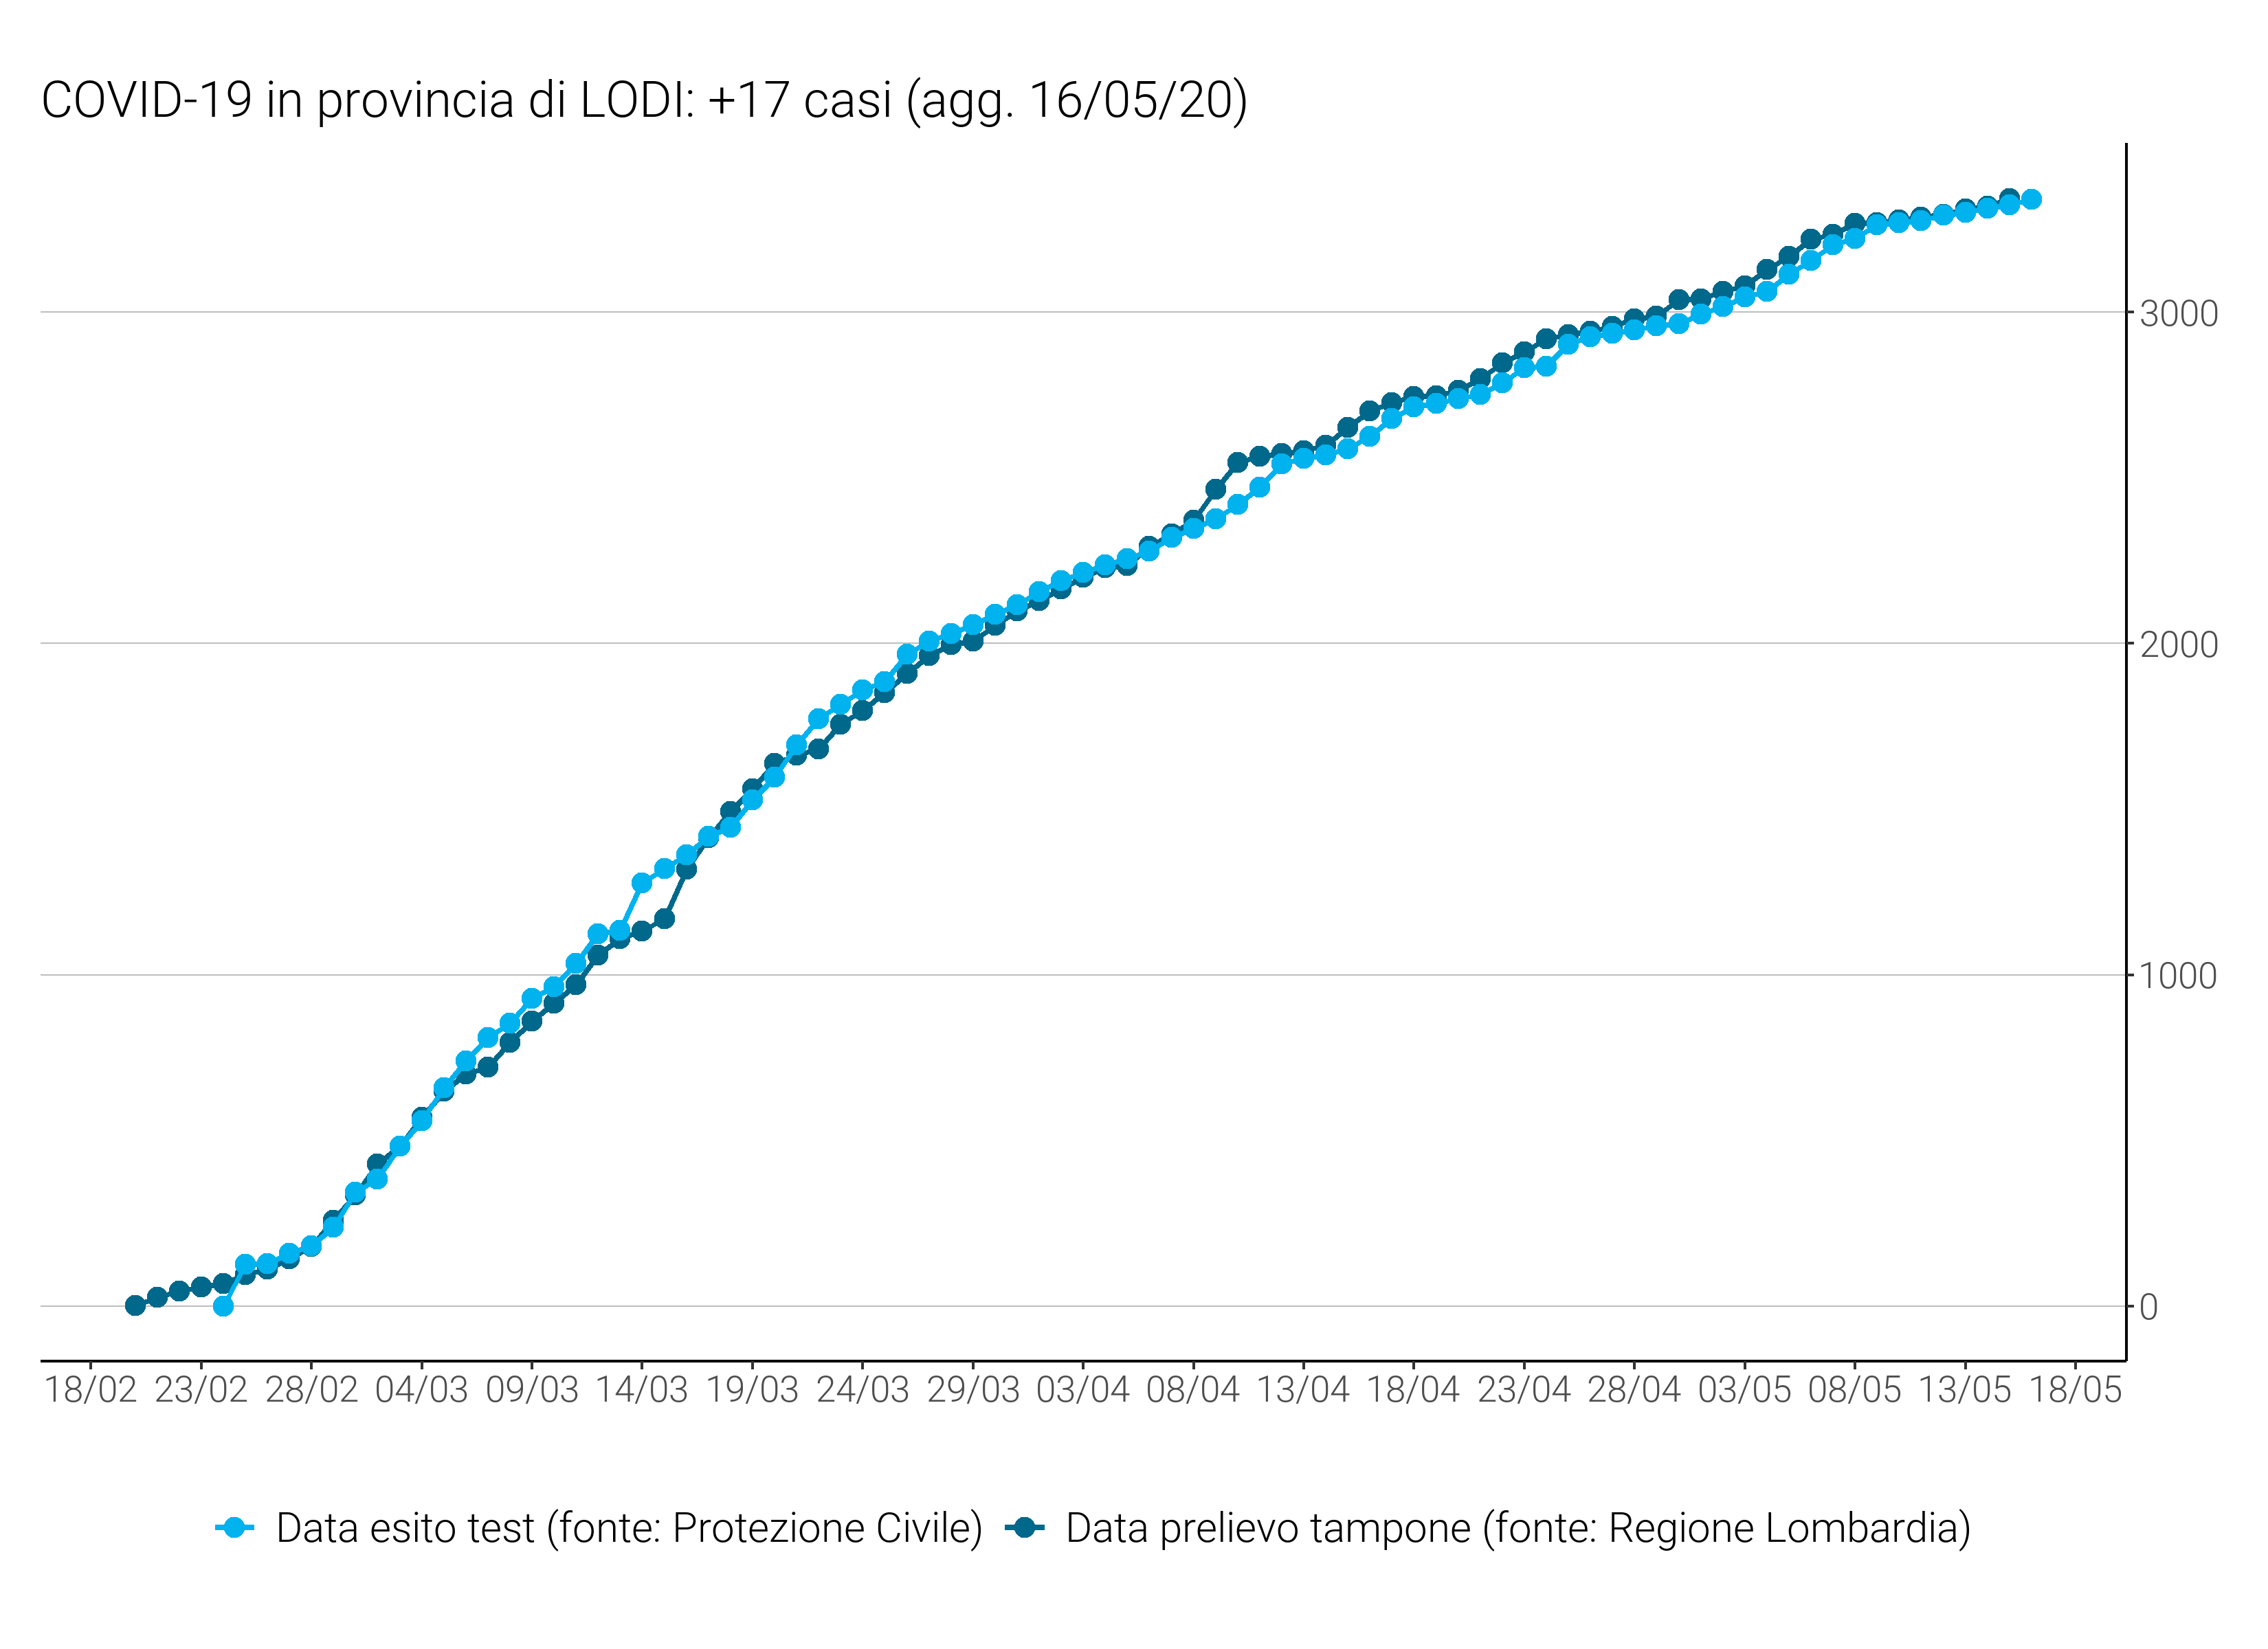 COVID-19 in provincia di LODI: +17 casi (agg. 16/05/20)
3000
2000
1000
0
18/02 23/02 28/02 04/03 09/03 14/03 19/03 24/03 29/03 03/04 08/04 13/04 18/04 23/04 28/04 03/05 08/05 13/05 18/05
Data esito test (fonte: Protezione Civile) Data prelievo tampone (fonte: Regione Lombardia)